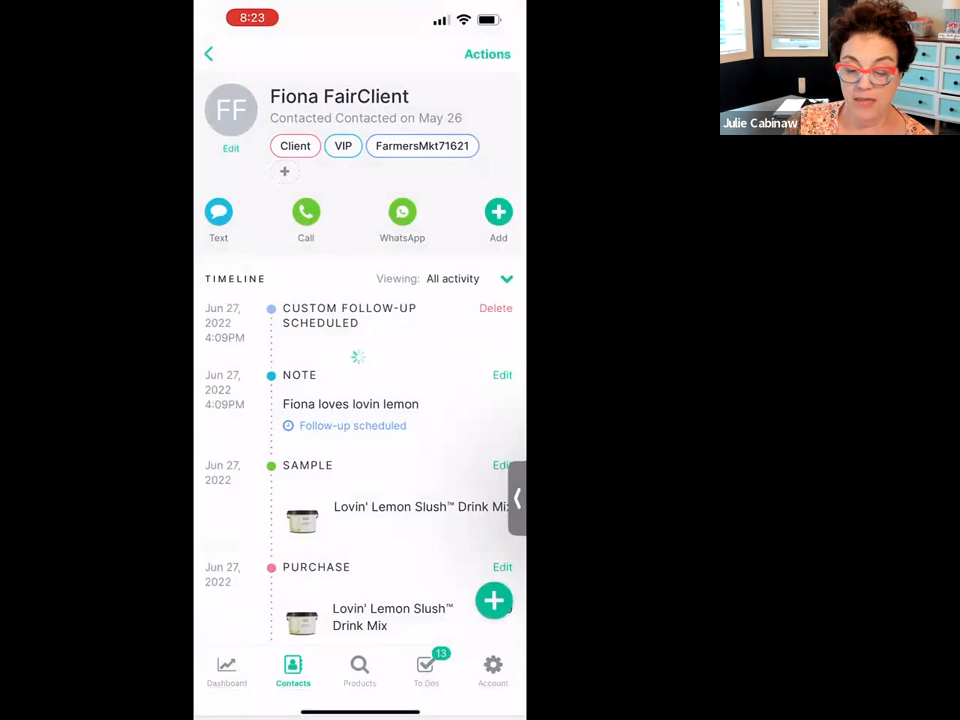 8:23
Actions
FF
Fiona FairClient
Contacted Contacted on May 26
Client VIP FarmersMkt71621
Edit
Text Call WhatsApp Add
TIMELINE Viewing: All activity
Jun 27, 2022 4:09PM
CUSTOM FOLLOW-UP SCHEDULED
Delete
Jun 27, 2022 4:09PM
NOTE
Edit
Fiona loves lovin lemon
Follow-up scheduled
Jun 27, 2022
SAMPLE
Lovin' Lemon Slush™ Drink
Jun 27, 2022
PURCHASE
Edit
Lovin' Lemon Slush™ Drink Mix
13
Dashboard Contacts Products To Dos Account
Julie Cabinaw